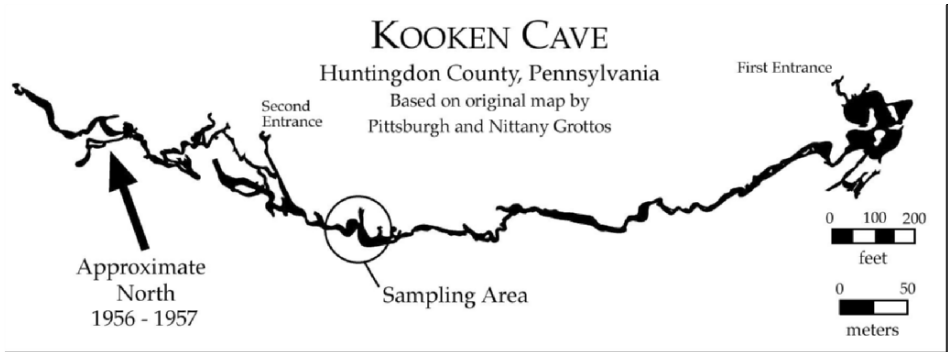 KOOKEN CAVE
Huntingdon County, Pennsylvania
Based on original map by
Pittsburgh and Nittany Grottos
First Entrance
Second
Entrance
Approximate
North
1956 - 1957
Sampling Area
0 100 200
feet
0 50
meters